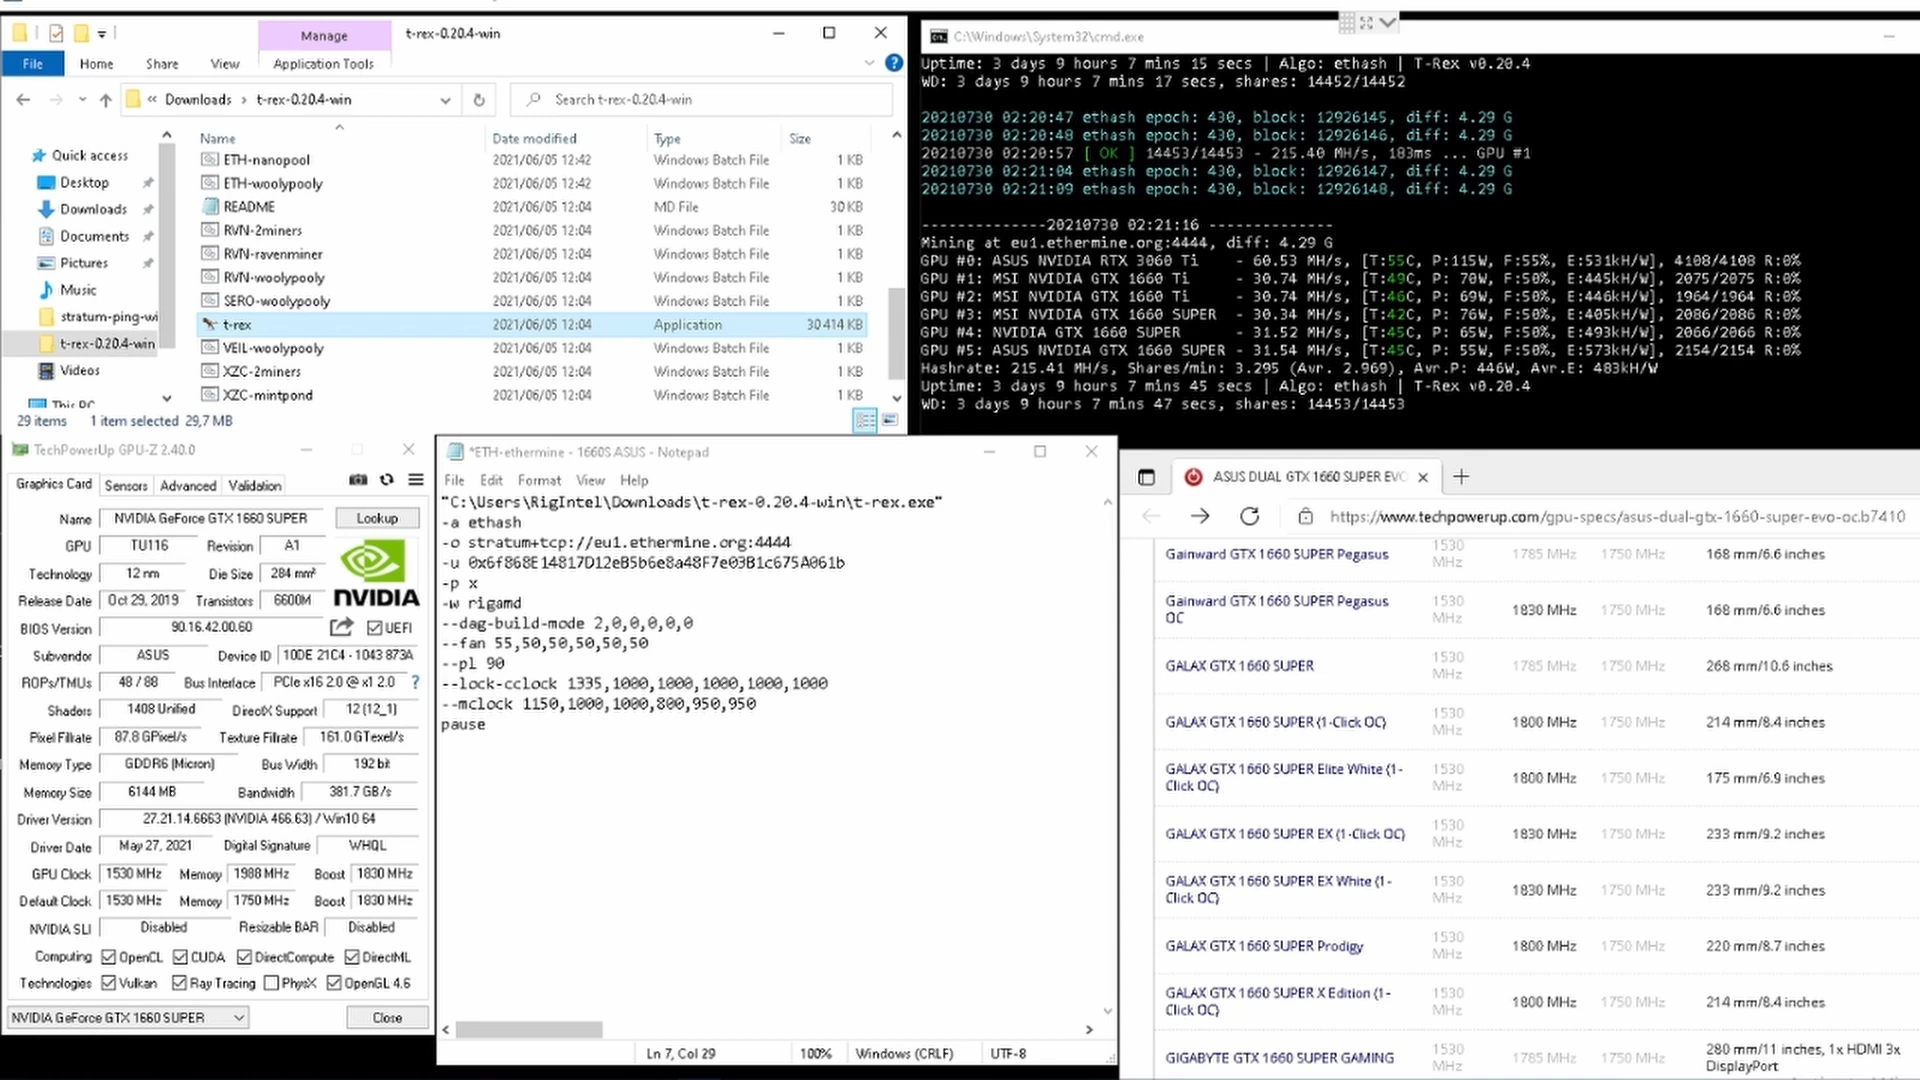 Manage
t-rex-0.20.4-win
File
Home
Share
View
Application Tools
« Downloads › t-rex-0.20.4-win
Search t-rex-0.20.4-win
Quick access
Desktop
Downloads
Documents
Pictures
Music
stratum-ping-wi
t-rex-0.20.4-win
Videos
This PC
Name Date modified Type Size
ETH-nanopool 2021/06/05 12:42 Windows Batch File 1 KB
ETH-woolypooly 2021/06/05 12:42 Windows Batch File 1 KB
README 2021/06/05 12:04 MD File 30 KB
RVN-2miners 2021/06/05 12:04 Windows Batch File 1 KB
RVN-ravenminer 2021/06/05 12:04 Windows Batch File 1 KB
RVN-woolypooly 2021/06/05 12:04 Windows Batch File 1 KB
SERO-woolypooly 2021/06/05 12:04 Windows Batch File 1 KB
t-rex 2021/06/05 12:04 Application 30 414 KB
VEIL-woolypooly 2021/06/05 12:04 Windows Batch File 1 KB
XZC-2miners 2021/06/05 12:04 Windows Batch File 1 KB
XZC-mintpond 2021/06/05 12:04 Windows Batch File 1 KB
29 items 1 item selected 29,7 MB
C:\Windows\System32\cmd.exe
Uptime: 3 days 9 hours 7 mins 15 secs | Algo: ethash | T-Rex v0.20.4
WD: 3 days 9 hours 7 mins 17 secs, shares: 14452/14452
20210730 02:20:47 ethash epoch: 430, block: 12926145, diff: 4.29 G
20210730 02:20:48 ethash epoch: 430, block: 12926146, diff: 4.29 G
20210730 02:20:57 [ OK ] 14453/14453 - 215.40 MH/s, 183ms ... GPU #1
20210730 02:21:04 ethash epoch: 430, block: 12926147, diff: 4.29 G
20210730 02:21:09 ethash epoch: 430, block: 12926148, diff: 4.29 G
--------------20210730 02:21:16 --------------
Mining at eu1.ethermine.org:4444, diff: 4.29 G
GPU #0: ASUS NVIDIA RTX 3060 Ti - 60.53 MH/s, [T:55C, P:115W, F:55%, E:531kH/W], 4108/4108 R:0%
GPU #1: MSI NVIDIA GTX 1660 Ti - 30.74 MH/s, [T:49C, P: 70W, F:50%, E:445kH/W], 2075/2075 R:0%
GPU #2: MSI NVIDIA GTX 1660 Ti - 30.74 MH/s, [T:46C, P: 69W, F:50%, E:446kH/W], 1964/1964 R:0%
GPU #3: MSI NVIDIA GTX 1660 SUPER - 30.34 MH/s, [T:42C, P: 76W, F:50%, E:405kH/W], 2086/2086 R:0%
GPU #4: NVIDIA GTX 1660 SUPER - 31.52 MH/s, [T:45C, P: 65W, F:50%, E:493kH/W], 2066/2066 R:0%
GPU #5: ASUS NVIDIA GTX 1660 SUPER - 31.54 MH/s, [T:45C, P: 55W, F:50%, E:573kH/W], 2154/2154 R:0%
Hashrate: 215.41 MH/s, Shares/min: 3.295 (Avr. 2.969), Avr.P: 446W, Avr.E: 483kH/W
Uptime: 3 days 9 hours 7 mins 45 secs | Algo: ethash | T-Rex v0.20.4
WD: 3 days 9 hours 7 mins 47 secs, shares: 14453/14453
TechPowerUp GPU-Z 2.40.0
Graphics Card Sensors Advanced Validation
Name NVIDIA GeForce GTX 1660 SUPER Lookup
GPU TU116 Revision A1
Technology 12 nm Die Size 284 mm²
Release Date Oct 29, 2019 Transistors 6600M
NVIDIA
BIOS Version 90.16.42.00.60 UEFI
Subvendor ASUS Device ID 10DE 21C4 - 1043 873A
ROPs/TMUs 48 / 88 Bus Interface PCIe x16 2.0 @ x1 2.0 ?
Shaders 1408 Unified DirectX Support 12 (12_1)
Pixel Fillrate 87.8 GPixel/s Texture Fillrate 161.0 GTexel/s
Memory Type GDDR6 (Micron) Bus Width 192 bit
Memory Size 6144 MB Bandwidth 381.7 GB/s
Driver Version 27.21.14.6663 (NVIDIA 466.63) / Win10 64
Driver Date May 27, 2021 Digital Signature WHQL
GPU Clock 1530 MHz Memory 1988 MHz Boost 1830 MHz
Default Clock 1530 MHz Memory 1750 MHz Boost 1830 MHz
NVIDIA SLI Disabled Resizable BAR Disabled
Computing OpenCL CUDA DirectCompute DirectML
Technologies Vulkan Ray Tracing PhysX OpenGL 4.6
NVIDIA GeForce GTX 1660 SUPER Close
*ETH-ethermine - 1660S ASUS - Notepad
File Edit Format View Help
"C:\Users\RigIntel\Downloads\t-rex-0.20.4-win\t-rex.exe"
-a ethash
-o stratum+tcp://eu1.ethermine.org:4444
-u 0x6f868E14817D12eB5b6e8a48F7e03B1c675A061b
-p x
-w rigamd
--dag-build-mode 2,0,0,0,0,0
--fan 55,50,50,50,50,50
--pl 90
--lock-cclock 1335,1000,1000,1000,1000,1000
--mclock 1150,1000,1000,800,950,950
pause
Ln 7, Col 29 100% Windows (CRLF) UTF-8
ASUS DUAL GTX 1660 SUPER EVO
https://www.techpowerup.com/gpu-specs/asus-dual-gtx-1660-super-evo-oc.b7410
Gainward GTX 1660 SUPER Pegasus 1530 MHz 1785 MHz 1750 MHz 168 mm/6.6 inches
Gainward GTX 1660 SUPER Pegasus OC 1530 MHz 1830 MHz 1750 MHz 168 mm/6.6 inches
GALAX GTX 1660 SUPER 1530 MHz 1785 MHz 1750 MHz 268 mm/10.6 inches
GALAX GTX 1660 SUPER (1-Click OC) 1530 MHz 1800 MHz 1750 MHz 214 mm/8.4 inches
GALAX GTX 1660 SUPER Elite White (1-Click OC) 1530 MHz 1800 MHz 1750 MHz 175 mm/6.9 inches
GALAX GTX 1660 SUPER EX (1-Click OC) 1530 MHz 1830 MHz 1750 MHz 233 mm/9.2 inches
GALAX GTX 1660 SUPER EX White (1-Click OC) 1530 MHz 1830 MHz 1750 MHz 233 mm/9.2 inches
GALAX GTX 1660 SUPER Prodigy 1530 MHz 1800 MHz 1750 MHz 220 mm/8.7 inches
GALAX GTX 1660 SUPER X Edition (1-Click OC) 1530 MHz 1800 MHz 1750 MHz 214 mm/8.4 inches
GIGABYTE GTX 1660 SUPER GAMING 1530 MHz 1785 MHz 1750 MHz 280 mm/11 inches, 1x HDMI 3x DisplayPort